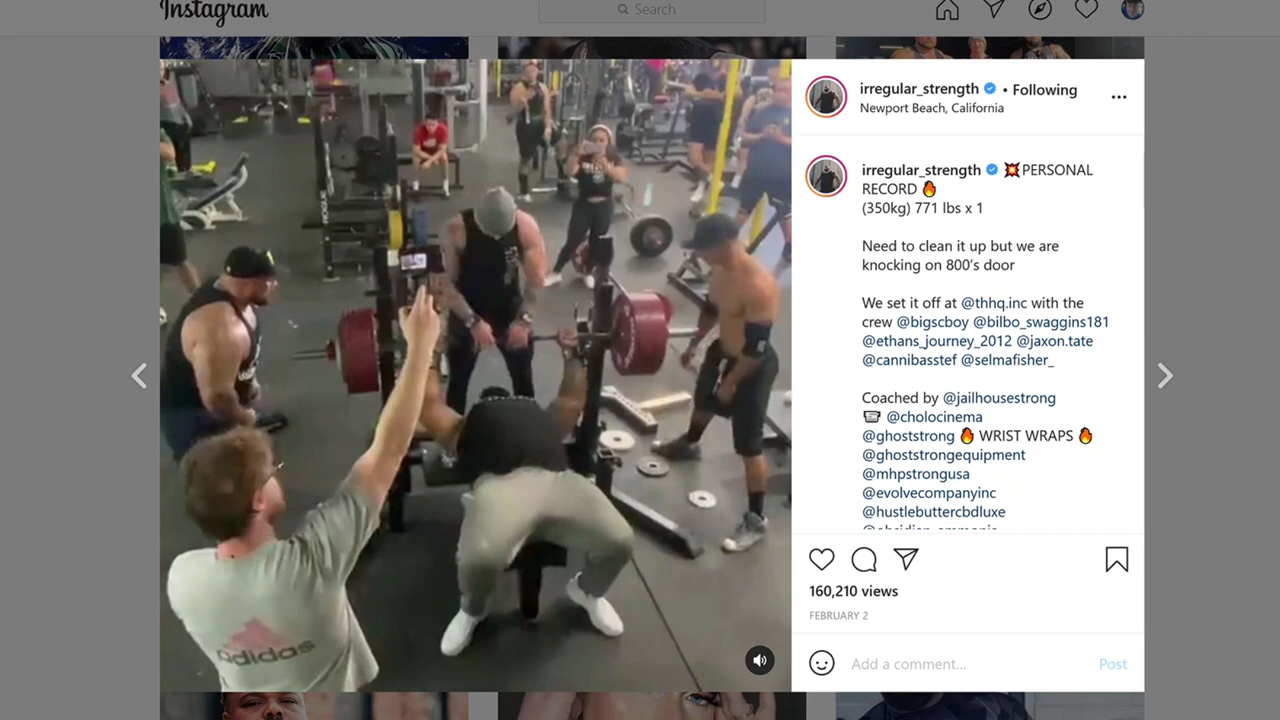 Instagram
Search
irregular_strength • Following
Newport Beach, California
irregular_strength 💥PERSONAL
RECORD 🔥
(350kg) 771 lbs x 1
Need to clean it up but we are
knocking on 800's door
We set it off at @thhq.inc with the
crew @bigscboy @bilbo_swaggins181
@ethans_journey_2012 @jaxon.tate
@cannibasstef @selmafisher_
Coached by @jailhousestrong
@cholocinema
@ghoststrong 🔥 WRIST WRAPS 🔥
@ghoststrongequipment
@mhpstrongusa
@evolvecompanyinc
@hustlebuttercbdluxe
160,210 views
FEBRUARY 2
Add a comment...
Post
adidas